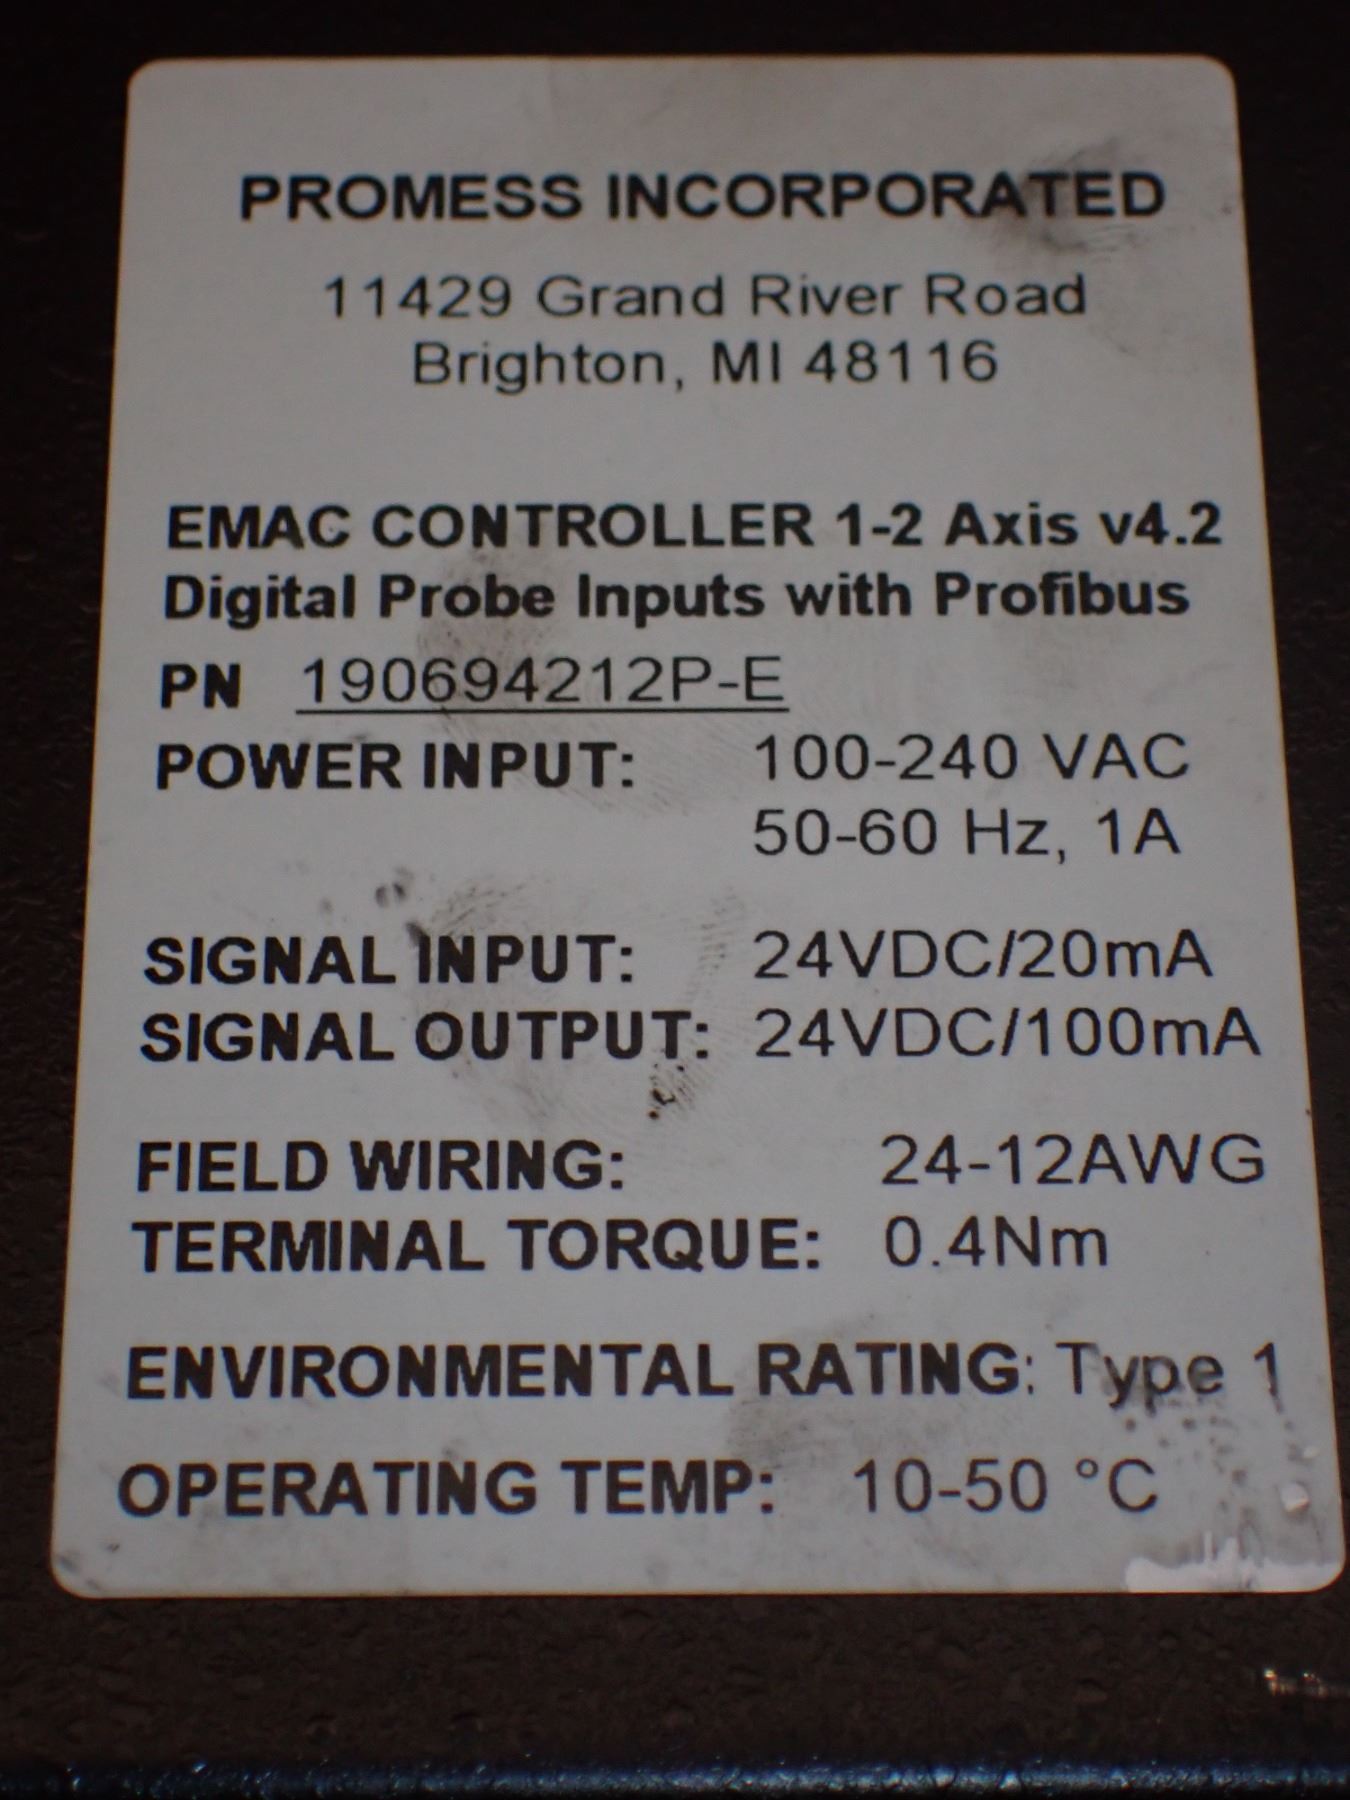 PROMESS INCORPORATED
11429 Grand River Road
Brighton, MI 48116
EMAC CONTROLLER 1-2 Axis v4.2
Digital Probe Inputs with Profibus
PN 190694212P-E
POWER INPUT: 100-240 VAC
50-60 Hz, 1A
SIGNAL INPUT: 24VDC/20mA
SIGNAL OUTPUT: 24VDC/100mA
FIELD WIRING: 24-12AWG
TERMINAL TORQUE: 0.4Nm
ENVIRONMENTAL RATING: Type 1
OPERATING TEMP: 10-50 °C